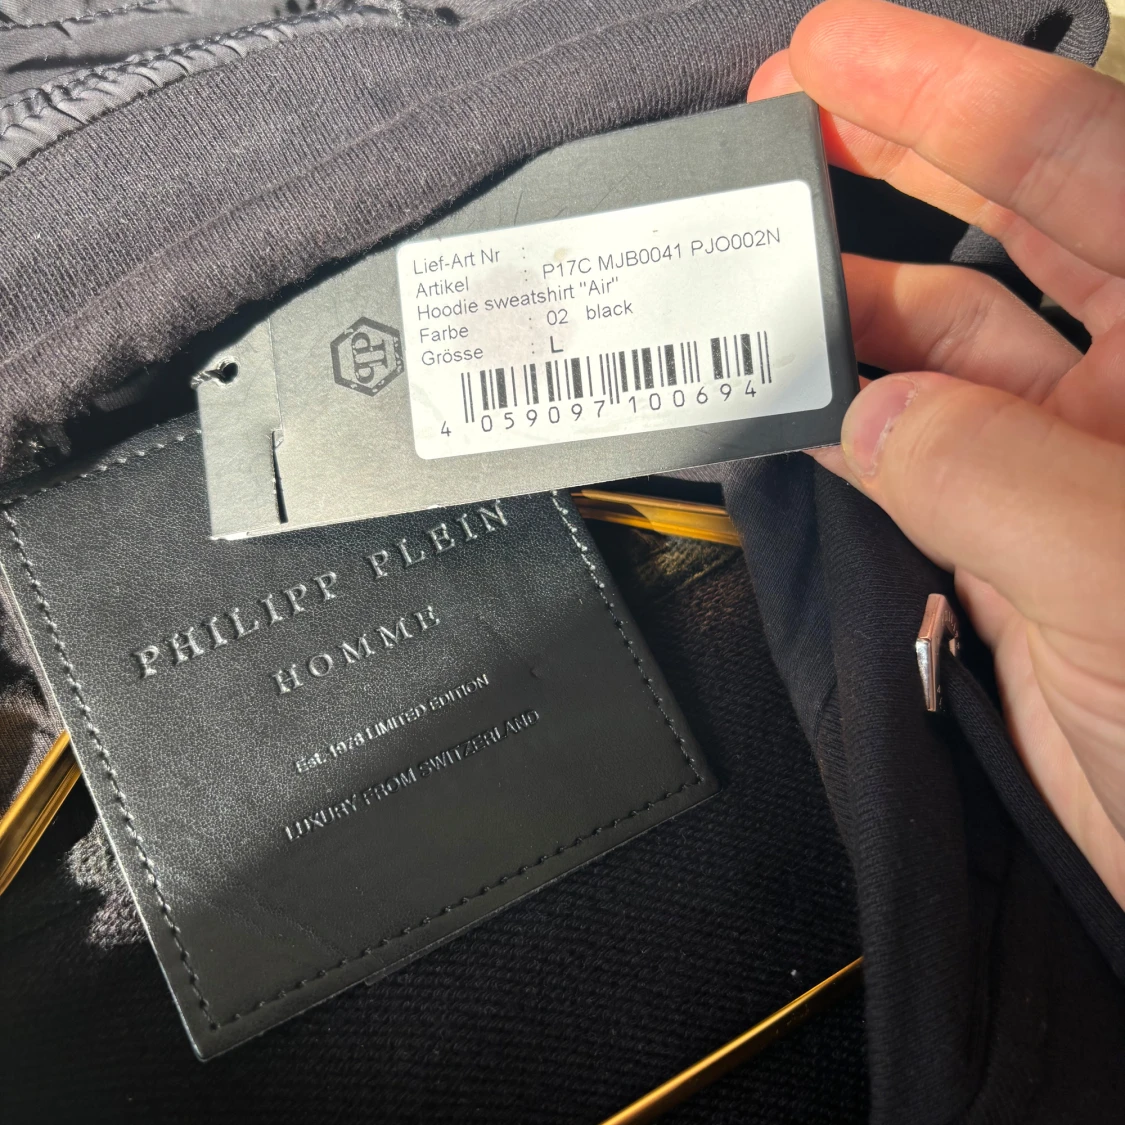 Lief-Art Nr :
Artikel : P17C MJB0041 PJO002N
Hoodie sweatshirt "Air"
Farbe : 02 black
Grösse : L
4 059097 100694
PHILIPP PLEIN
HOMME
Est. 1978 LIMITED EDITION
LUXURY FROM SWITZERLAND